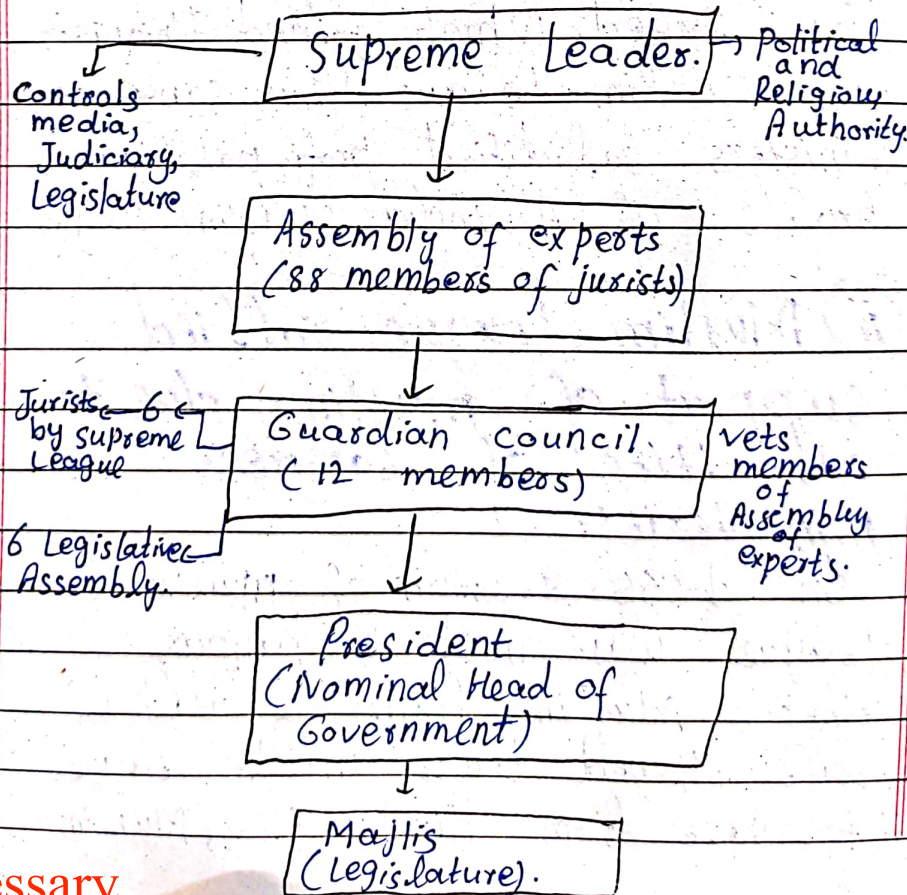 Supreme Leader.
Political
and
Religious
Authority.
Controls
media,
Judiciary,
Legislature
Assembly of experts
(88 members of jurists)
Jurists 6
by supreme
League
Guardian council.
(12 members)
vets
members
of
Assembly
of
experts.
6 Legislative
Assembly.
President
(Nominal Head of
Government)
Majlis
(Legislature).